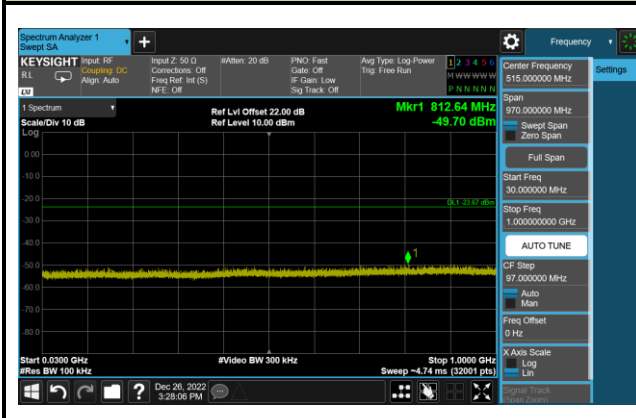 Spectrum Analyzer 1
Swept SA
Frequency
KEYSIGHT
RL
Input: RF
Coupling: DC
Align: Auto
Input Z: 50 Ω
Corrections: Off
Freq Ref: Int (S)
NFE: Off
#Atten: 20 dB
PNO: Fast
Gate: Off
IF Gain: Low
Sig Track: Off
Avg Type: Log-Power
Trig: Free Run
1 2 3 4 5 6
M W W W W W
P N N N N N
LW
1 Spectrum
Scale/Div 10 dB
Log
Ref Lvl Offset 22.00 dB
Ref Level 10.00 dBm
Mkr1 812.64 MHz
-49.70 dBm
0.00
-10.0
-20.0
DL1 -23.67 dBm
-30.0
-40.0
1
-50.0
-60.0
-70.0
-80.0
Start 0.0300 GHz
#Res BW 100 kHz
#Video BW 300 kHz
Stop 1.0000 GHz
Sweep ~4.74 ms (32001 pts)
Dec 26, 2022
3:28:06 PM
Settings
Center Frequency
515.000000 MHz
Span
970.000000 MHz
Swept Span
Zero Span
Full Span
Start Freq
30.000000 MHz
Stop Freq
1.000000000 GHz
AUTO TUNE
CF Step
97.000000 MHz
Auto
Man
Freq Offset
0 Hz
X Axis Scale
Log
Lin
Signal Track
(Span Zoom)